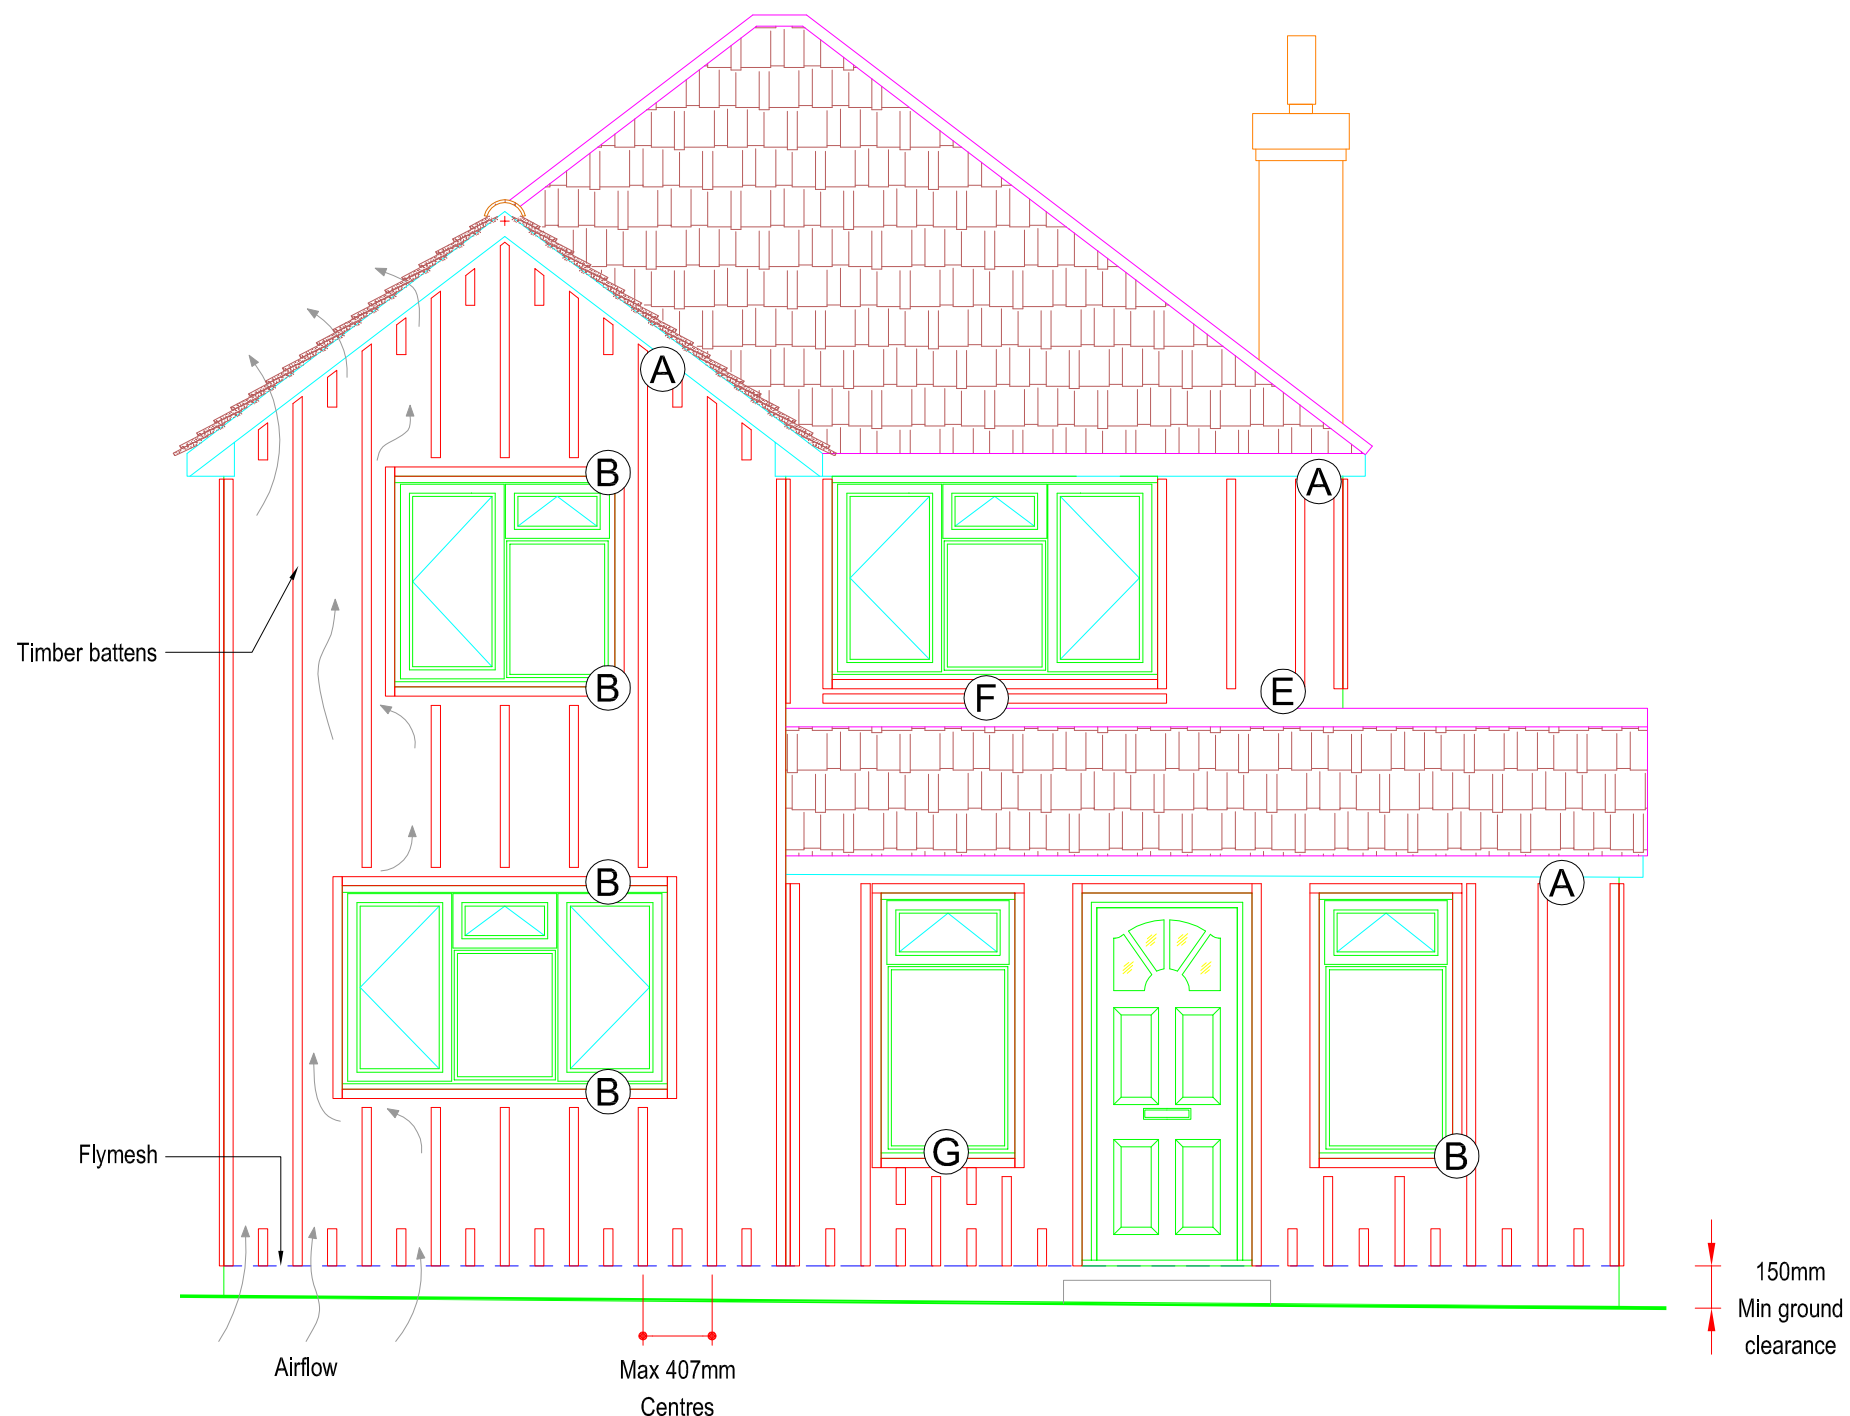 A
B
A
Timber battens
B
F
E
B
A
B
G
B
Flymesh
150mm
Min ground
clearance
Airflow
Max 407mm
Centres